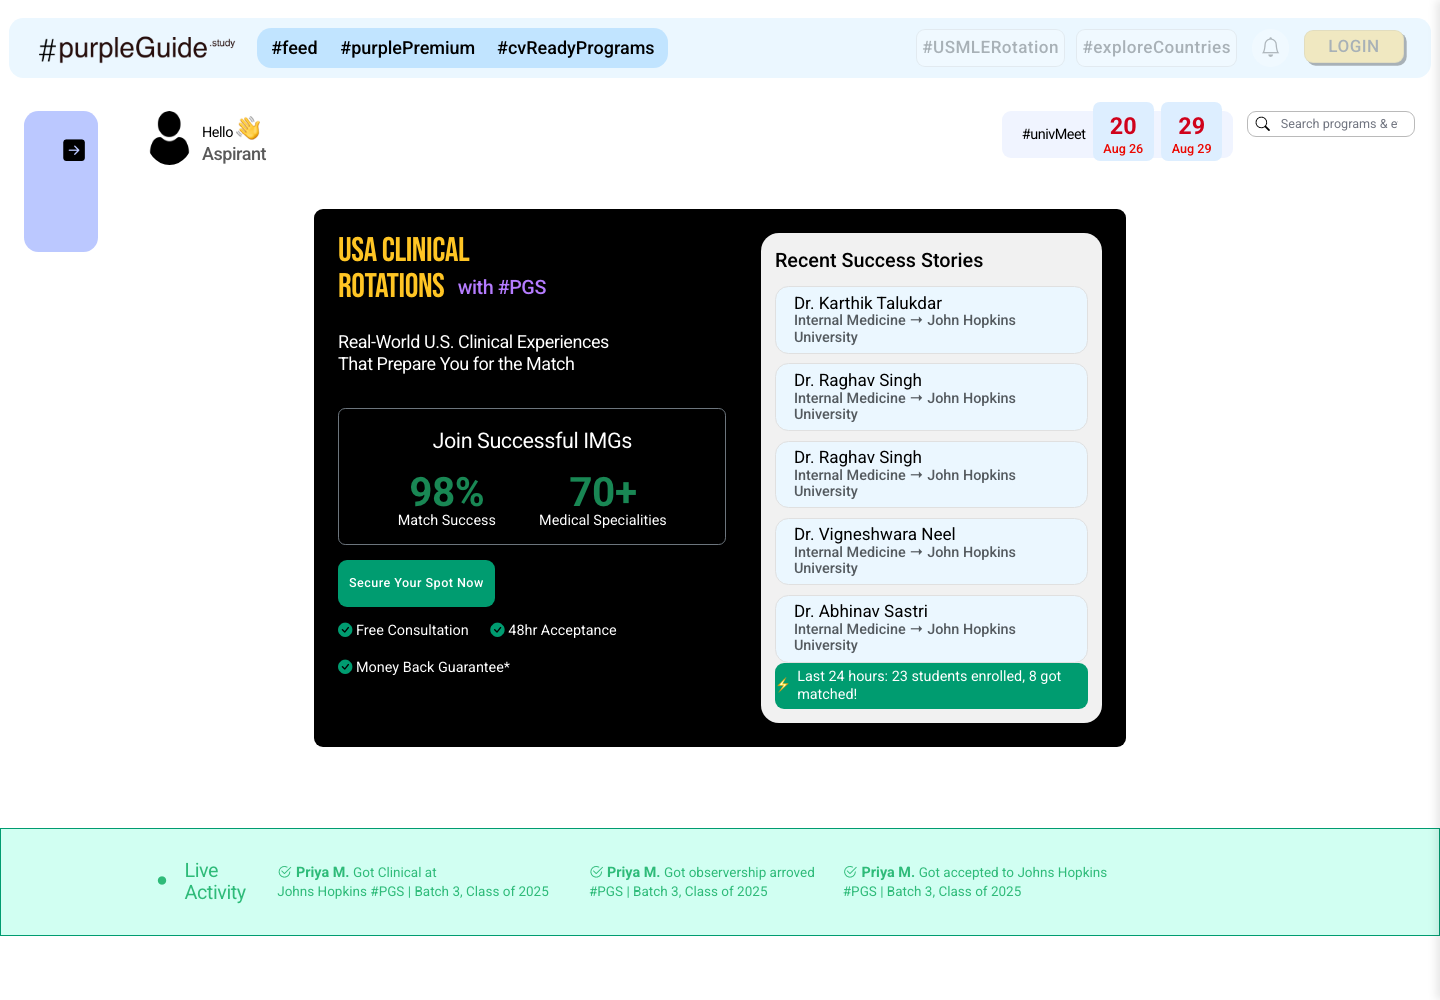 #purpleGuide.study
#feed #purplePremium #cvReadyPrograms
#USMLERotation #exploreCountries LOGIN
Hello 👋
Aspirant
#univMeet
20
Aug 26
29
Aug 29
Search programs & e
USA CLINICAL
ROTATIONS with #PGS
Real-World U.S. Clinical Experiences
That Prepare You for the Match
Join Successful IMGs
98% 70+
Match Success Medical Specialities
Secure Your Spot Now
Free Consultation 48hr Acceptance
Money Back Guarantee*
Recent Success Stories
Dr. Karthik Talukdar
Internal Medicine → John Hopkins
University
Dr. Raghav Singh
Internal Medicine → John Hopkins
University
Dr. Raghav Singh
Internal Medicine → John Hopkins
University
Dr. Vigneshwara Neel
Internal Medicine → John Hopkins
University
Dr. Abhinav Sastri
Internal Medicine → John Hopkins
University
⚡ Last 24 hours: 23 students enrolled, 8 got
matched!
Live
Activity
Priya M. Got Clinical at
Johns Hopkins #PGS | Batch 3, Class of 2025
Priya M. Got observership arroved
#PGS | Batch 3, Class of 2025
Priya M. Got accepted to Johns Hopkins
#PGS | Batch 3, Class of 2025